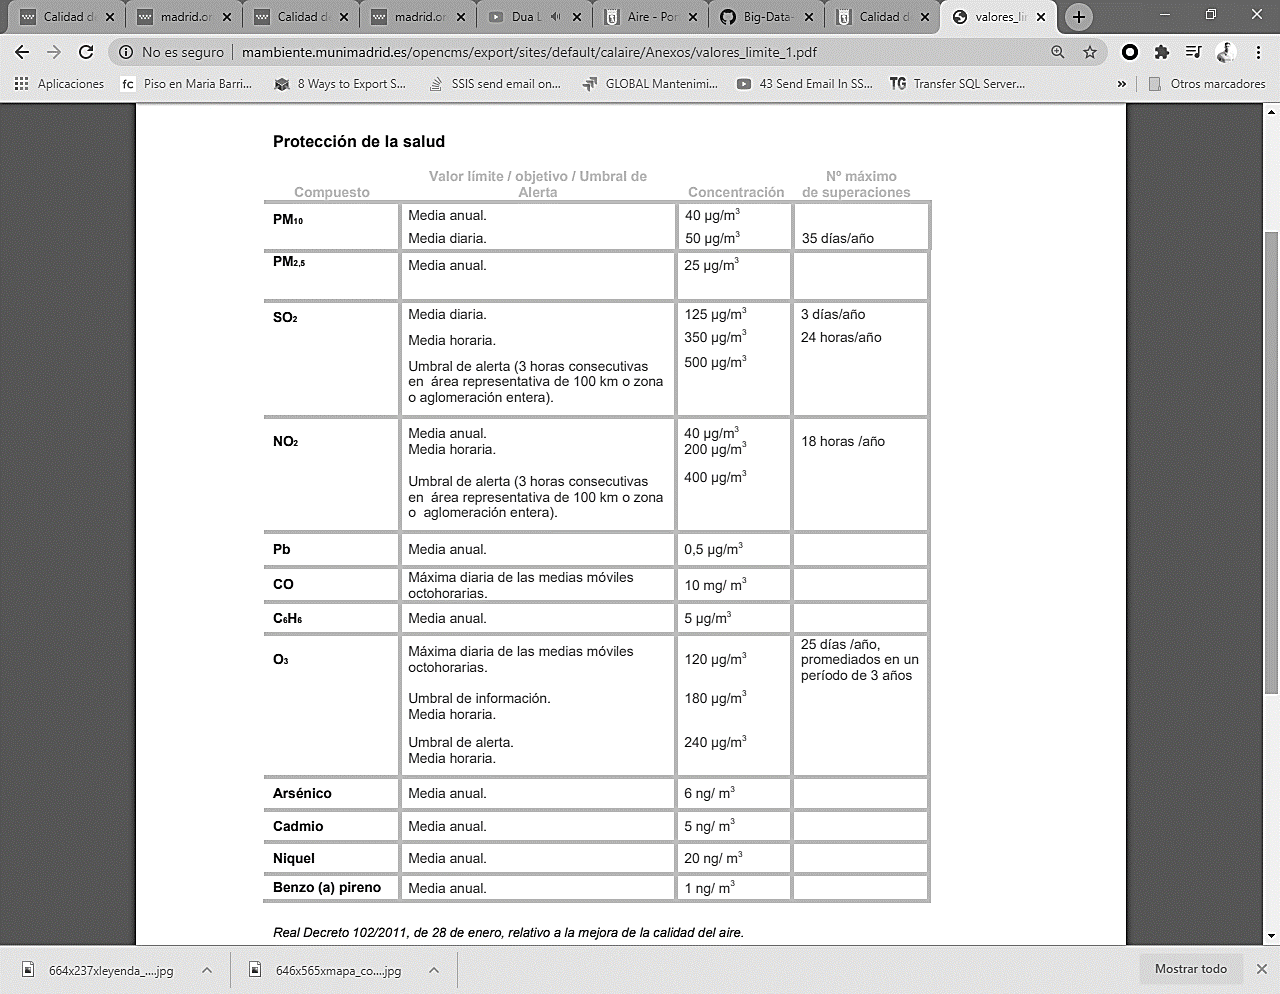 Calidad d
madrid.or
Calidad de
madrid.or
Dua L
Aire - Por
Big-Data-
Calidad de
valores_lir
No es seguro
mambiente.munimadrid.es/opencms/export/sites/default/calaire/Anexos/valores_limite_1.pdf
Aplicaciones
fc Piso en Maria Barri...
8 Ways to Export S...
SSIS send email on...
GLOBAL Mantenimi...
43 Send Email In SS...
TG Transfer SQL Server...
»
Otros marcadores
Protección de la salud
Compuesto
Valor límite / objetivo / Umbral de
Alerta
Concentración
Nº máximo
de superaciones
PM10
Media anual.
40 µg/m3
Media diaria.
50 µg/m3
35 días/año
PM2,5
Media anual.
25 µg/m3
SO2
Media diaria.
125 µg/m3
3 días/año
Media horaria.
350 µg/m3
24 horas/año
Umbral de alerta (3 horas consecutivas
en área representativa de 100 km o zona
o aglomeración entera).
500 µg/m3
NO2
Media anual.
40 µg/m3
Media horaria.
200 µg/m3
18 horas /año
Umbral de alerta (3 horas consecutivas
en área representativa de 100 km o zona
o aglomeración entera).
400 µg/m3
Pb
Media anual.
0,5 µg/m3
CO
Máxima diaria de las medias móviles
octohorarias.
10 mg/ m3
C6H6
Media anual.
5 µg/m3
O3
Máxima diaria de las medias móviles
octohorarias.
120 µg/m3
25 días /año,
promediados en un
período de 3 años
Umbral de información.
Media horaria.
180 µg/m3
Umbral de alerta.
Media horaria.
240 µg/m3
Arsénico
Media anual.
6 ng/ m3
Cadmio
Media anual.
5 ng/ m3
Niquel
Media anual.
20 ng/ m3
Benzo (a) pireno
Media anual.
1 ng/ m3
Real Decreto 102/2011, de 28 de enero, relativo a la mejora de la calidad del aire.
664x237xleyenda_....jpg
646x565xmapa_co....jpg
Mostrar todo